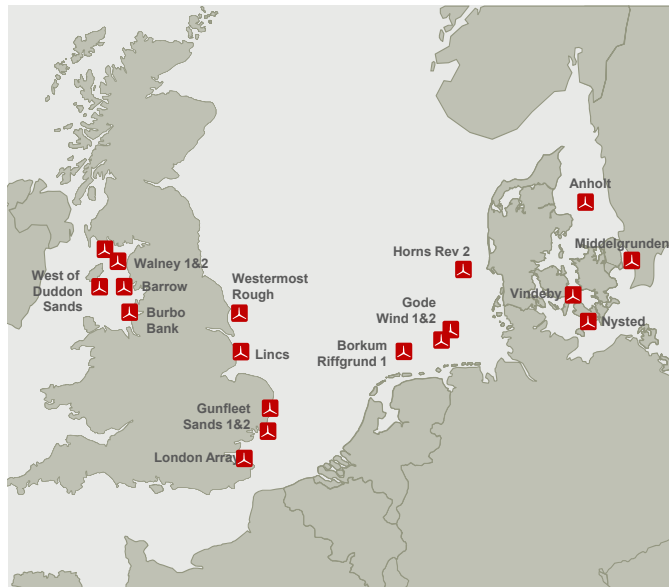 Anholt
Middelgrunden
Horns Rev 2
Walney 1&2
West of
Duddon
Sands
Barrow
Westermost
Rough
Vindeby
Burbo
Bank
Gode
Wind 1&2
Nysted
Lincs
Borkum
Riffgrund 1
Gunfleet
Sands 1&2
London Array